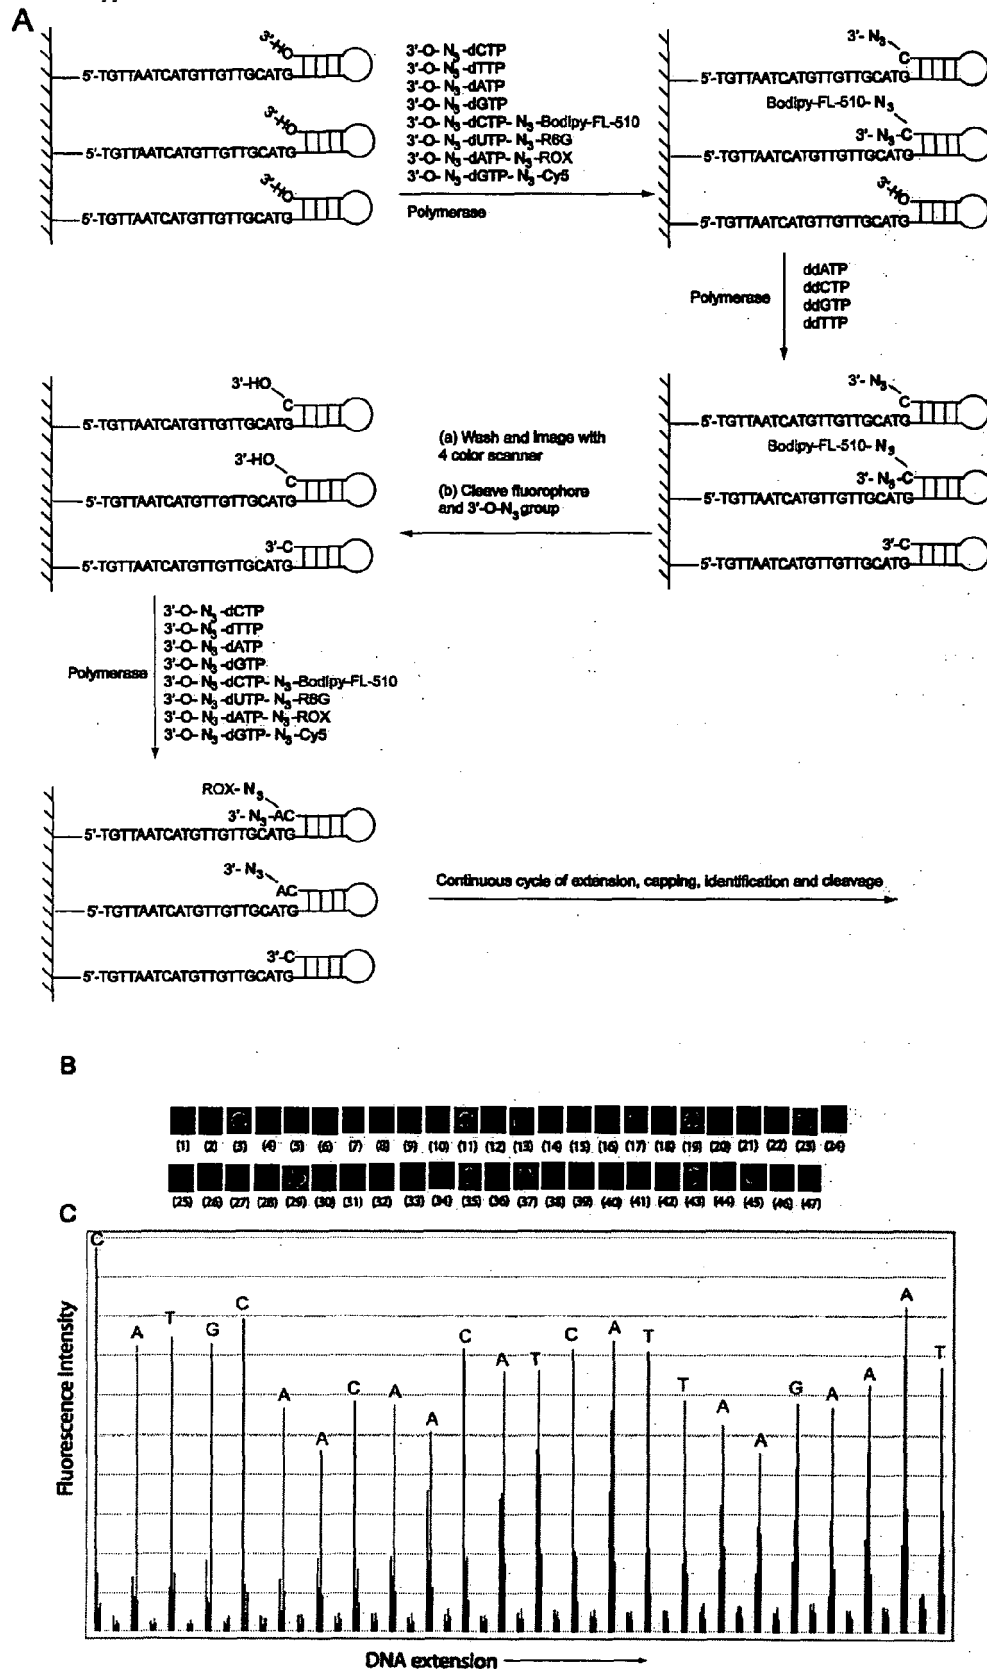 A
3'-HO
5'-TGTTAATCATGTTGTTGCATG
3'-HO
5'-TGTTAATCATGTTGTTGCATG
3'-HO
5'-TGTTAATCATGTTGTTGCATG
3'-O- N3 -dCTP
3'-O- N3 -dTTP
3'-O- N3 -dATP
3'-O- N3 -dGTP
3'-O- N3 -dCTP- N3 -Bodipy-FL-510
3'-O- N3 -dUTP- N3 -R6G
3'-O- N3 -dATP- N3 -ROX
3'-O- N3 -dGTP- N3 -Cy5
Polymerase
3'- N3
C
5'-TGTTAATCATGTTGTTGCATG
Bodipy-FL-510- N3
3'- N3 -C
5'-TGTTAATCATGTTGTTGCATG
3'-HO
5'-TGTTAATCATGTTGTTGCATG
Polymerase
ddATP
ddCTP
ddGTP
ddTTP
3'- N3
C
5'-TGTTAATCATGTTGTTGCATG
Bodipy-FL-510- N3
3'- N3 -C
5'-TGTTAATCATGTTGTTGCATG
3'-C
5'-TGTTAATCATGTTGTTGCATG
(a) Wash and image with
4 color scanner
(b) Cleave fluorophore
and 3'-O-N3 group
3'-HO
C
5'-TGTTAATCATGTTGTTGCATG
3'-HO
C
5'-TGTTAATCATGTTGTTGCATG
3'-C
5'-TGTTAATCATGTTGTTGCATG
Polymerase
3'-O- N3 -dCTP
3'-O- N3 -dTTP
3'-O- N3 -dATP
3'-O- N3 -dGTP
3'-O- N3 -dCTP- N3 -Bodipy-FL-510
3'-O- N3 -dUTP- N3 -R6G
3'-O- N3 -dATP- N3 -ROX
3'-O- N3 -dGTP- N3 -Cy5
ROX- N3
3'- N3 -AC
5'-TGTTAATCATGTTGTTGCATG
3'- N3
AC
5'-TGTTAATCATGTTGTTGCATG
3'-C
5'-TGTTAATCATGTTGTTGCATG
Continuous cycle of extension, capping, identification and cleavage
B
(1) (2) (3) (4) (5) (6) (7) (8) (9) (10) (11) (12) (13) (14) (15) (16) (17) (18) (19) (20) (21) (22) (23) (24)
(25) (26) (27) (28) (29) (30) (31) (32) (33) (34) (35) (36) (37) (38) (39) (40) (41) (42) (43) (44) (45) (46) (47)
C
C A T G C A A C A A C A T C A T T A A G A A A T
Fluorescence Intensity
DNA extension